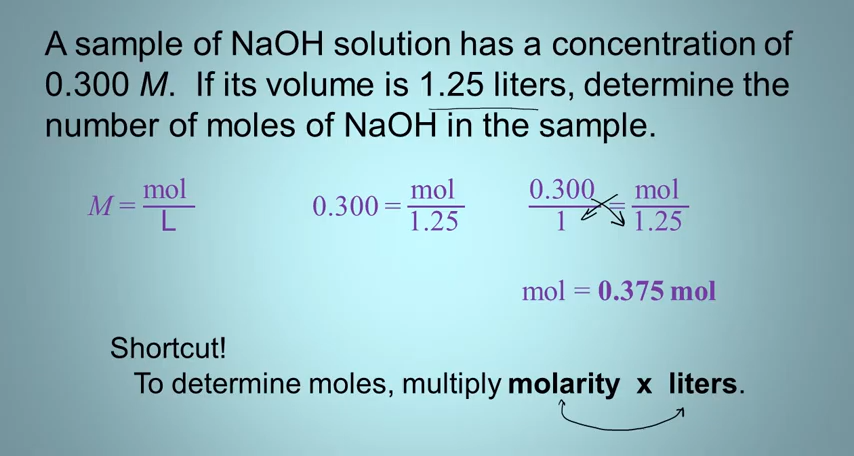 A sample of NaOH solution has a concentration of
0.300 M. If its volume is 1.25 liters, determine the
number of moles of NaOH in the sample.
M = mol/L
0.300 = mol/1.25
0.300/1 = mol/1.25
mol = 0.375 mol
Shortcut!
To determine moles, multiply molarity x liters.